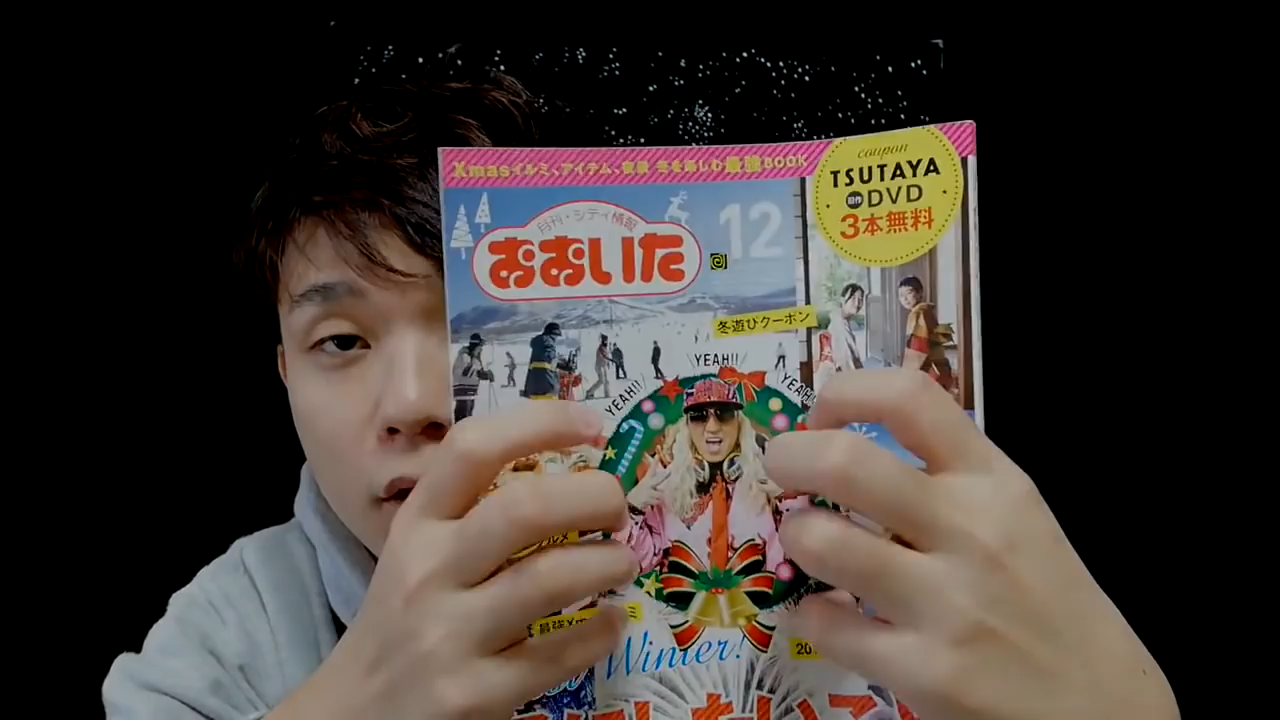 Xmasイルミ、アイテム、夜景 冬を楽しむ最強BOOK
coupon
TSUTAYA
旧作DVD
3本無料
月刊・シティ情報
おおいた
12
冬遊びクーポン
YEAH!!
YEAH!!
YEAH!!
Winter!